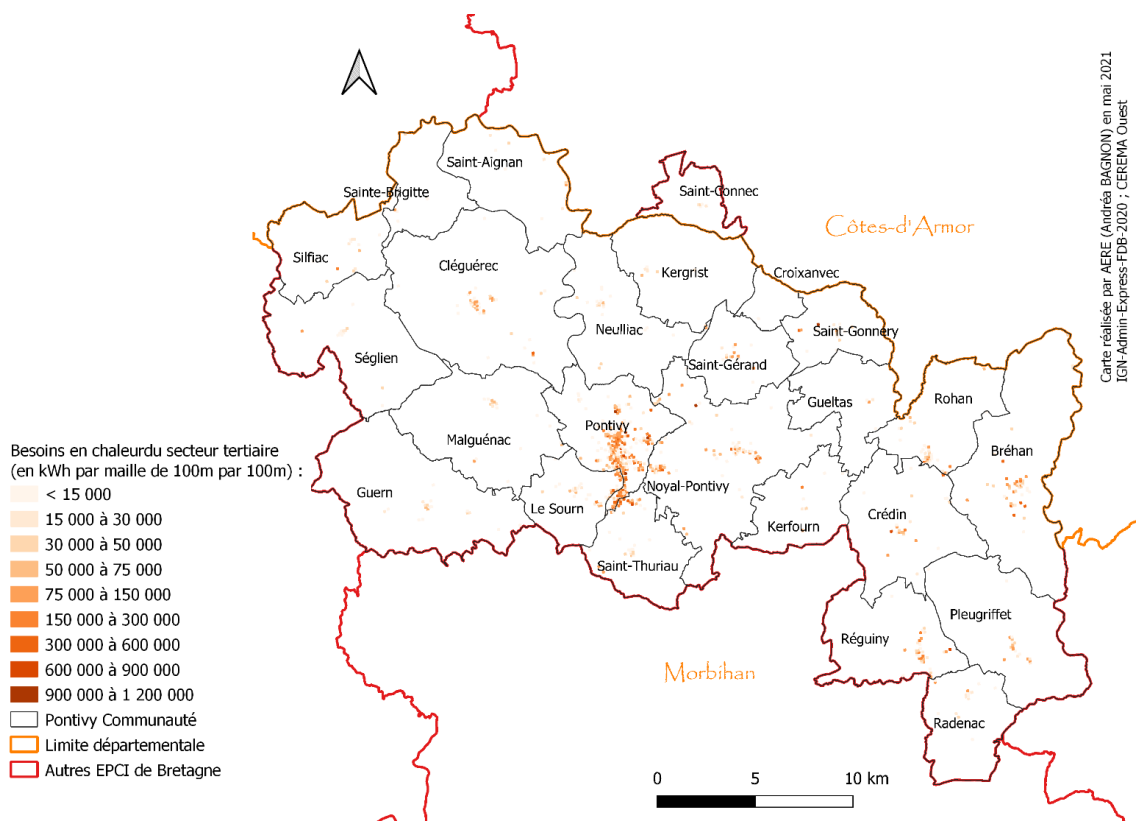 Saint-Aignan
Sainte-Brigitte
Saint-Connec
Côtes-d'Armor
Silfiac
Cléguérec
Kergrist
Croixanvec
Neulliac
Saint-Gonnery
Séglien
Saint-Gérand
Gueltas
Rohan
Malguénac
Pontivy
Bréhan
Guern
Le Sourn
Noyal-Pontivy
Kerfourn
Crédin
Saint-Thuriau
Pleugriffet
Réguiny
Morbihan
Radenac
Carte réalisée par AERE (Andréa BAGNON) en mai 2021
IGN-Admin-Express-FDB-2020 ; CEREMA Ouest
Besoins en chaleurdu secteur tertiaire
(en kWh par maille de 100m par 100m) :
< 15 000
15 000 à 30 000
30 000 à 50 000
50 000 à 75 000
75 000 à 150 000
150 000 à 300 000
300 000 à 600 000
600 000 à 900 000
900 000 à 1 200 000
Pontivy Communauté
Limite départementale
Autres EPCI de Bretagne
0 5 10 km